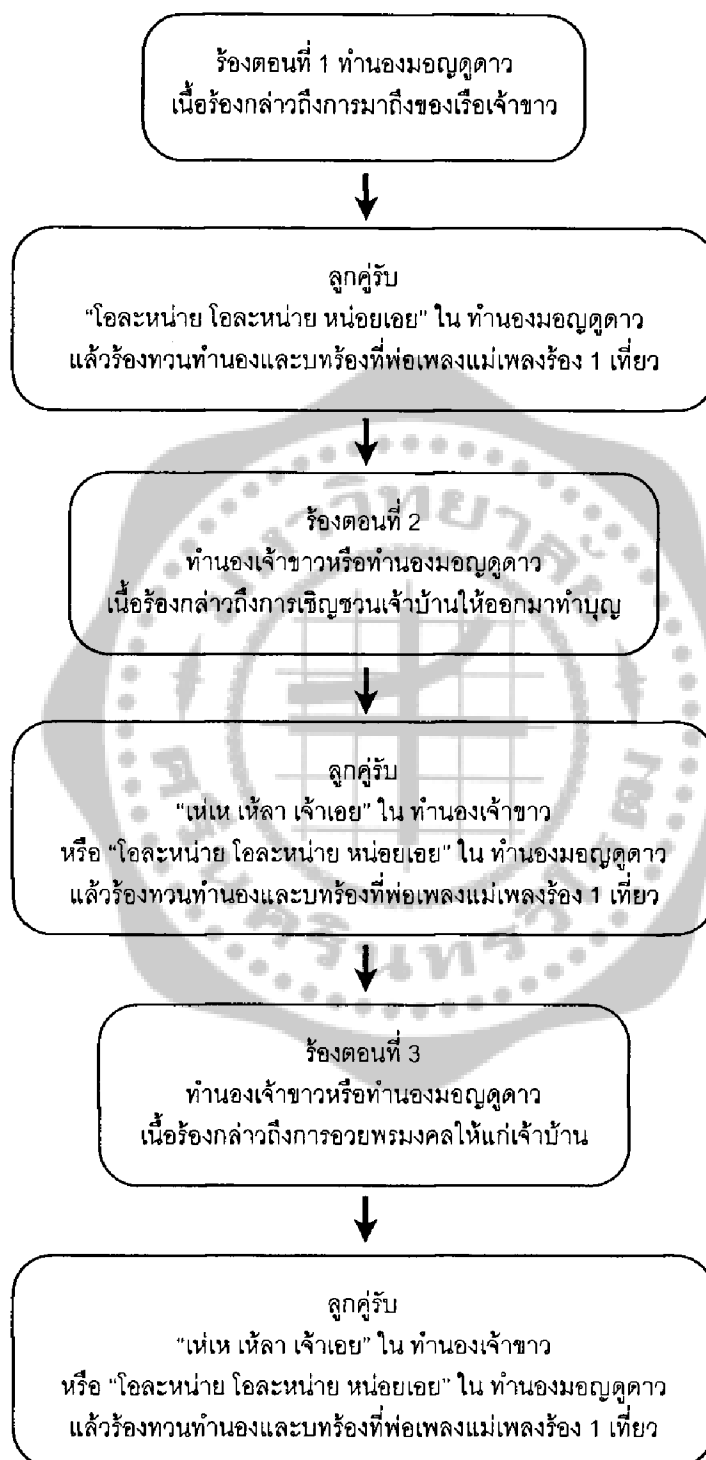 ร้องตอนที่ 1 ทำนองมอญดูดาว
เนื้อร้องกล่าวถึงการมาถึงของเรือเจ้าขาว
ลูกคู่รับ
“โอละหน่าย โอละหน่าย หน่อยเอย” ใน ทำนองมอญดูดาว
แล้วร้องทวนทำนองและบทร้องที่พ่อเพลงแม่เพลงร้อง 1 เที่ยว
ร้องตอนที่ 2
ทำนองเจ้าขาวหรือทำนองมอญดูดาว
เนื้อร้องกล่าวถึงการเชิญชวนเจ้าบ้านให้ออกมาทำบุญ
ลูกคู่รับ
“เห่เห เห้ลา เจ้าเอย” ใน ทำนองเจ้าขาว
หรือ “โอละหน่าย โอละหน่าย หน่อยเอย” ใน ทำนองมอญดูดาว
แล้วร้องทวนทำนองและบทร้องที่พ่อเพลงแม่เพลงร้อง 1 เที่ยว
ร้องตอนที่ 3
ทำนองเจ้าขาวหรือทำนองมอญดูดาว
เนื้อร้องกล่าวถึงการอวยพรมงคลให้แก่เจ้าบ้าน
ลูกคู่รับ
“เห่เห เห้ลา เจ้าเอย” ใน ทำนองเจ้าขาว
หรือ “โอละหน่าย โอละหน่าย หน่อยเอย” ใน ทำนองมอญดูดาว
แล้วร้องทวนทำนองและบทร้องที่พ่อเพลงแม่เพลงร้อง 1 เที่ยว
มหาวิทยาลัย
ศรีนครินทรวิโรฒ